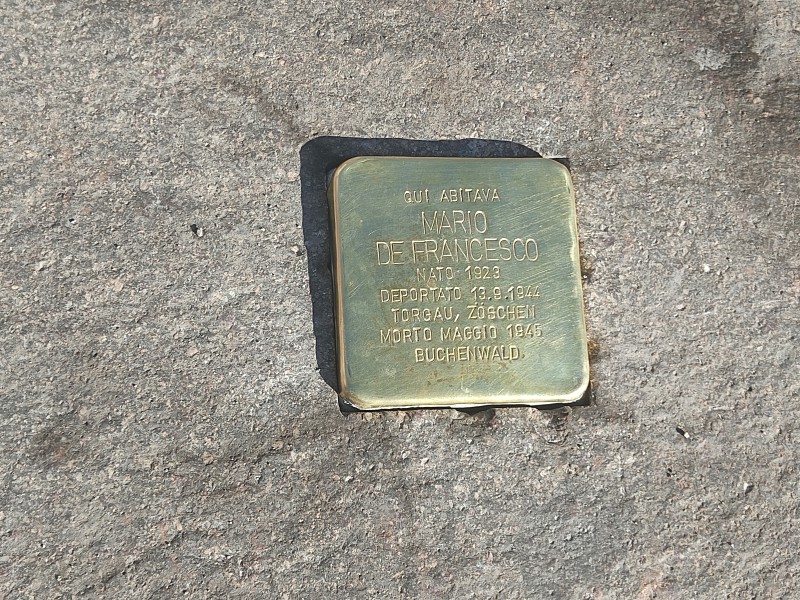 QUI ABITAVA
MARIO
DE FRANCESCO
NATO 1923
DEPORTATO 13.9.1944
TORGAU, ZÖSCHEN
MORTO MAGGIO 1945
BUCHENWALD